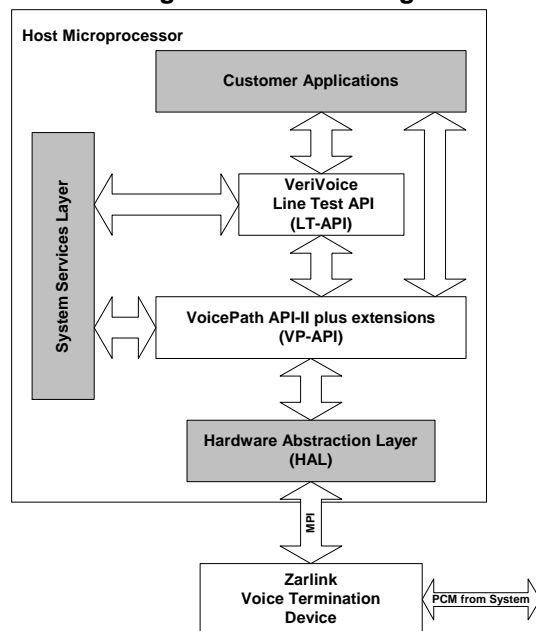 Host Microprocessor
Customer Applications
System Services Layer
VeriVoice
Line Test API
(LT-API)
VoicePath API-II plus extensions
(VP-API)
Hardware Abstraction Layer
(HAL)
MPI
Zarlink
Voice Termination
Device
PCM from System